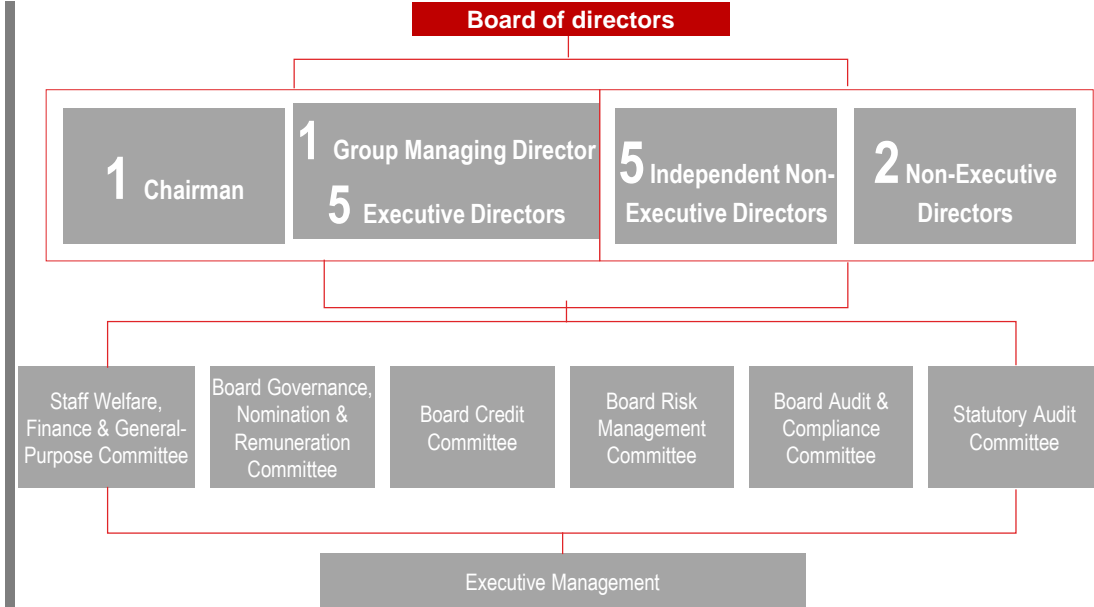 Board of directors
1 Chairman
1 Group Managing Director
5 Executive Directors
5 Independent Non-
Executive Directors
2 Non-Executive
Directors
Staff Welfare,
Finance & General-
Purpose Committee
Board Governance,
Nomination &
Remuneration
Committee
Board Credit
Committee
Board Risk
Management
Committee
Board Audit &
Compliance
Committee
Statutory Audit
Committee
Executive Management